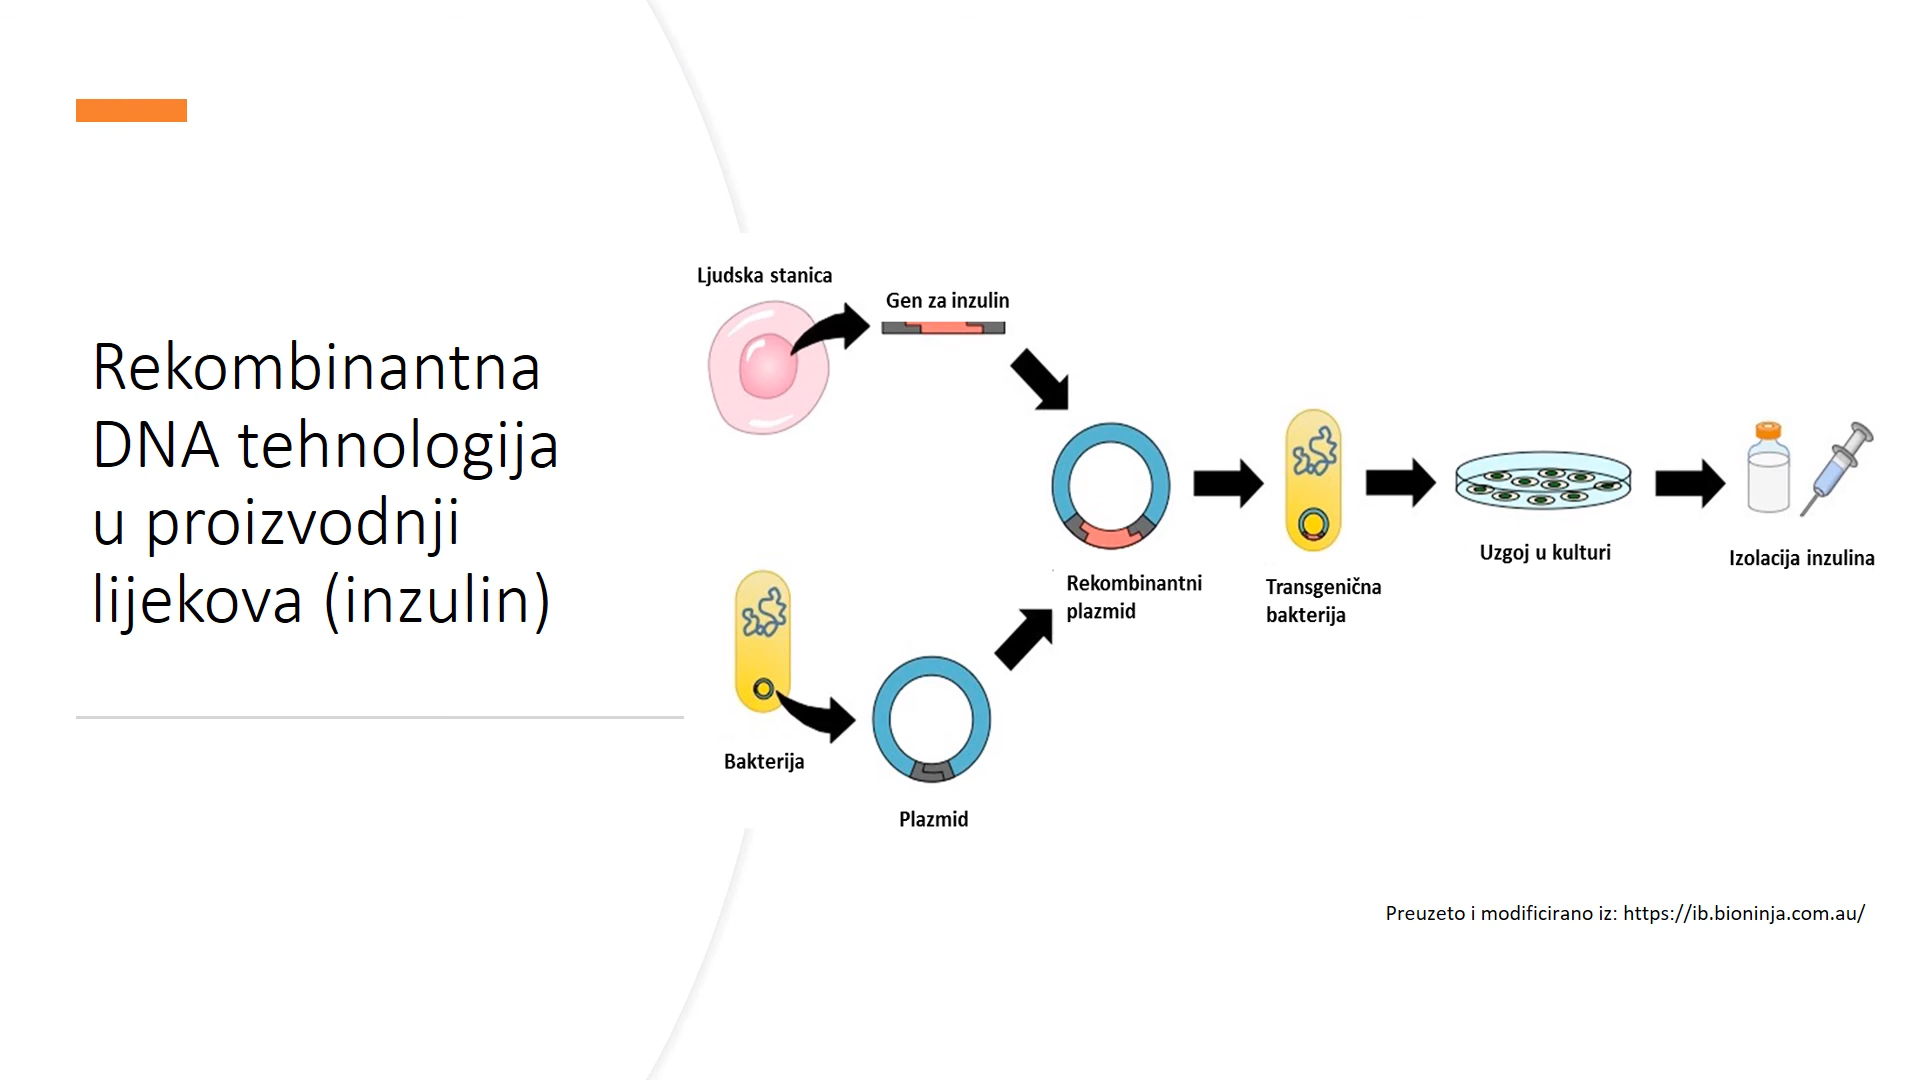 Rekombinantna
DNA tehnologija
u proizvodnji
lijekova (inzulin)
Ljudska stanica
Gen za inzulin
Bakterija
Plazmid
Rekombinantni
plazmid
Transgenična
bakterija
Uzgoj u kulturi
Izolacija inzulina
Preuzeto i modificirano iz: https://ib.bioninja.com.au/